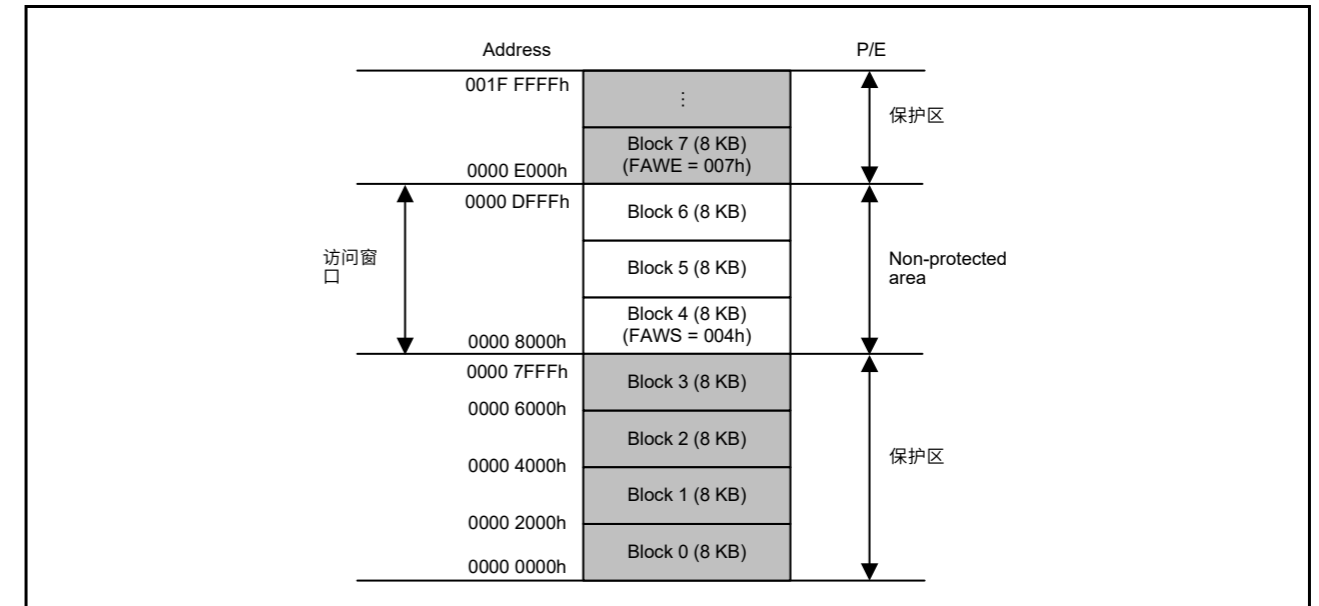 Address
P/E
001F FFFFh
⋮
保护区
Block 7 (8 KB)
(FAWE = 007h)
0000 E000h
0000 DFFFh
Block 6 (8 KB)
访问窗
口
Block 5 (8 KB)
Non-protected
area
Block 4 (8 KB)
(FAWS = 004h)
0000 8000h
0000 7FFFh
Block 3 (8 KB)
0000 6000h
Block 2 (8 KB)
保护区
0000 4000h
Block 1 (8 KB)
0000 2000h
Block 0 (8 KB)
0000 0000h